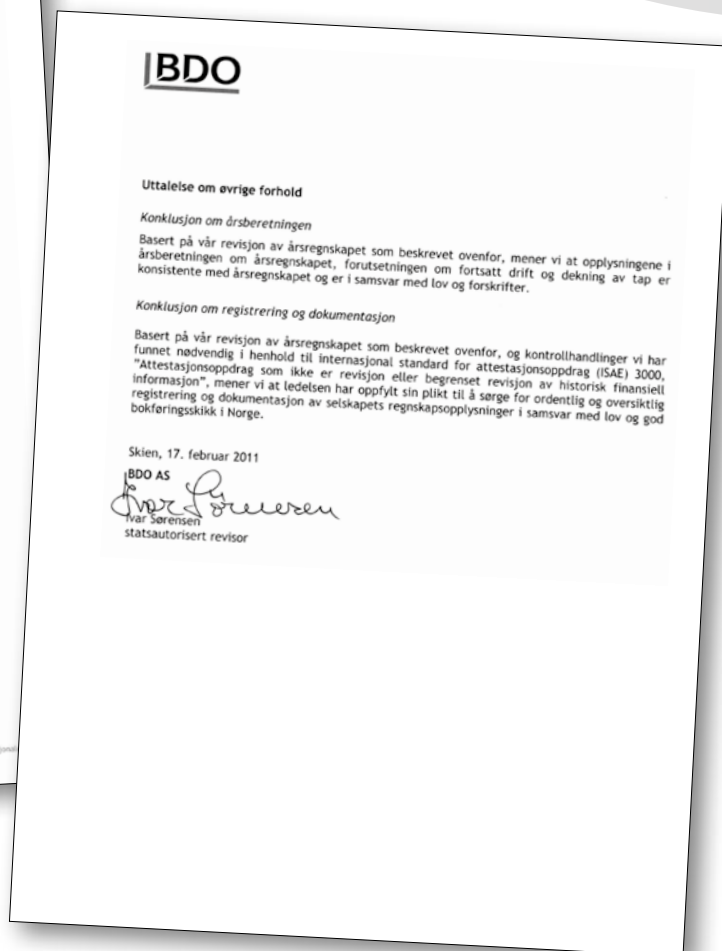 BDO
Uttalelse om øvrige forhold
Konklusjon om årsberetningen
Basert på vår revisjon av årsregnskapet som beskrevet ovenfor, mener vi at opplysningene i
årsberetningen om årsregnskapet, forutsetningen om fortsatt drift og dekning av tap er
konsistente med årsregnskapet og er i samsvar med lov og forskrifter.
Konklusjon om registrering og dokumentasjon
Basert på vår revisjon av årsregnskapet som beskrevet ovenfor, og kontrollhandlinger vi har
funnet nødvendig i henhold til internasjonal standard for attestasjonsoppdrag (ISAE) 3000,
"Attestasjonsoppdrag som ikke er revisjon eller begrenset revisjon av historisk finansiell
informasjon", mener vi at ledelsen har oppfylt sin plikt til å sørge for ordentlig og oversiktlig
registrering og dokumentasjon av selskapets regnskapsopplysninger i samsvar med lov og god
bokføringsskikk i Norge.
Skien, 17. februar 2011
BDO AS
Ivar Sørensen
Ivar Sørensen
statsautorisert revisor